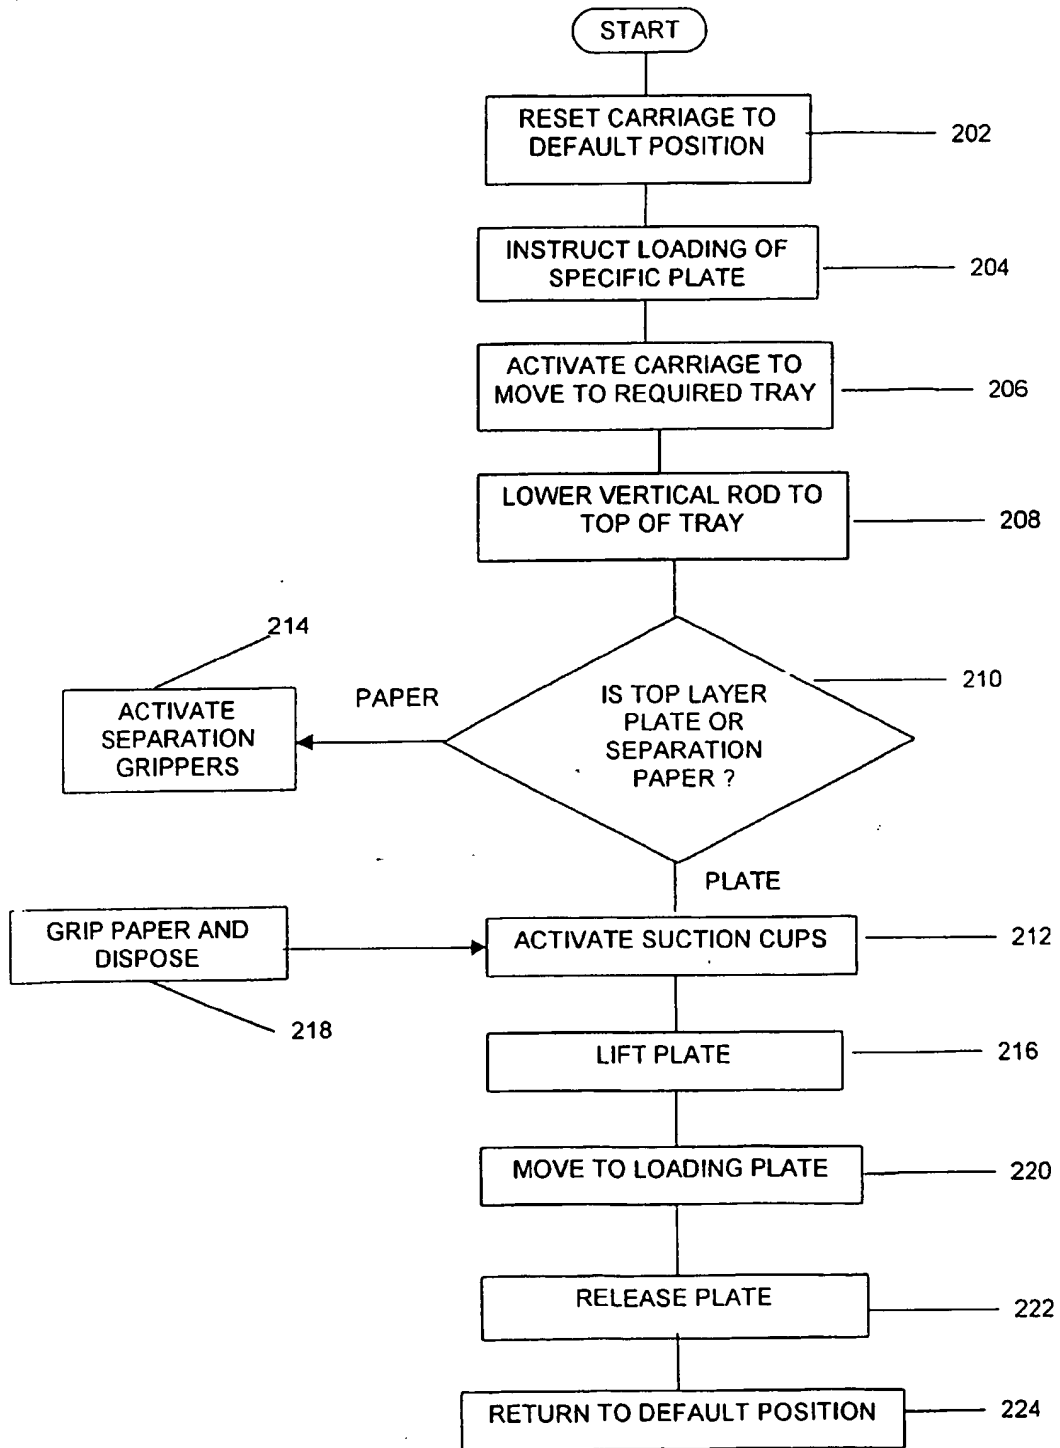 START
RESET CARRIAGE TO
DEFAULT POSITION
202
INSTRUCT LOADING OF
SPECIFIC PLATE
204
ACTIVATE CARRIAGE TO
MOVE TO REQUIRED TRAY
206
LOWER VERTICAL ROD TO
TOP OF TRAY
208
214
ACTIVATE
SEPARATION
GRIPPERS
PAPER
IS TOP LAYER
PLATE OR
SEPARATION
PAPER ?
210
PLATE
GRIP PAPER AND
DISPOSE
218
ACTIVATE SUCTION CUPS
212
LIFT PLATE
216
MOVE TO LOADING PLATE
220
RELEASE PLATE
222
RETURN TO DEFAULT POSITION
224